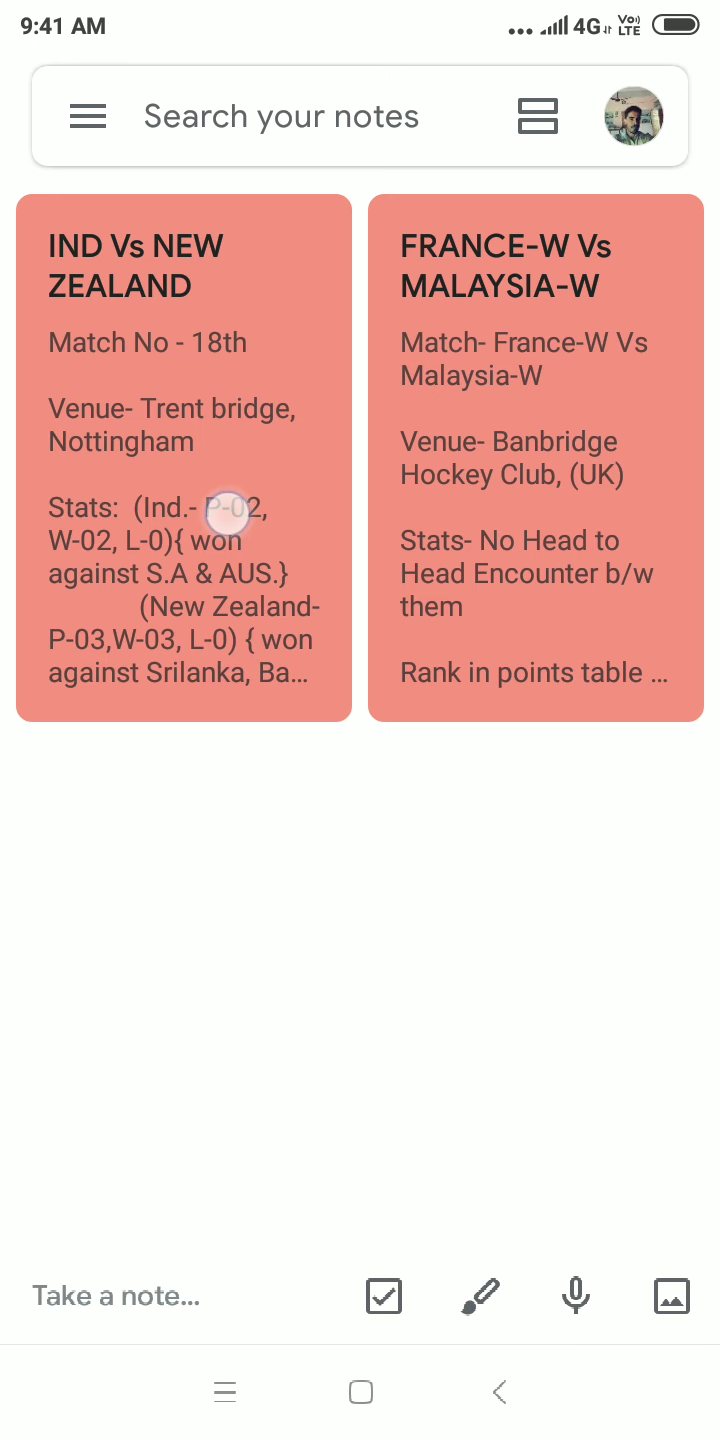 9:41 AM
4G
Vo)
LTE
Search your notes
IND Vs NEW
ZEALAND
Match No - 18th
Venue- Trent bridge,
Nottingham
Stats:  (Ind.- P-02,
W-02, L-0){ won
against S.A & AUS.}
(New Zealand-
P-03,W-03, L-0) { won
against Srilanka, Ba...
FRANCE-W Vs
MALAYSIA-W
Match- France-W Vs
Malaysia-W
Venue- Banbridge
Hockey Club, (UK)
Stats- No Head to
Head Encounter b/w
them
Rank in points table ...
Take a note...